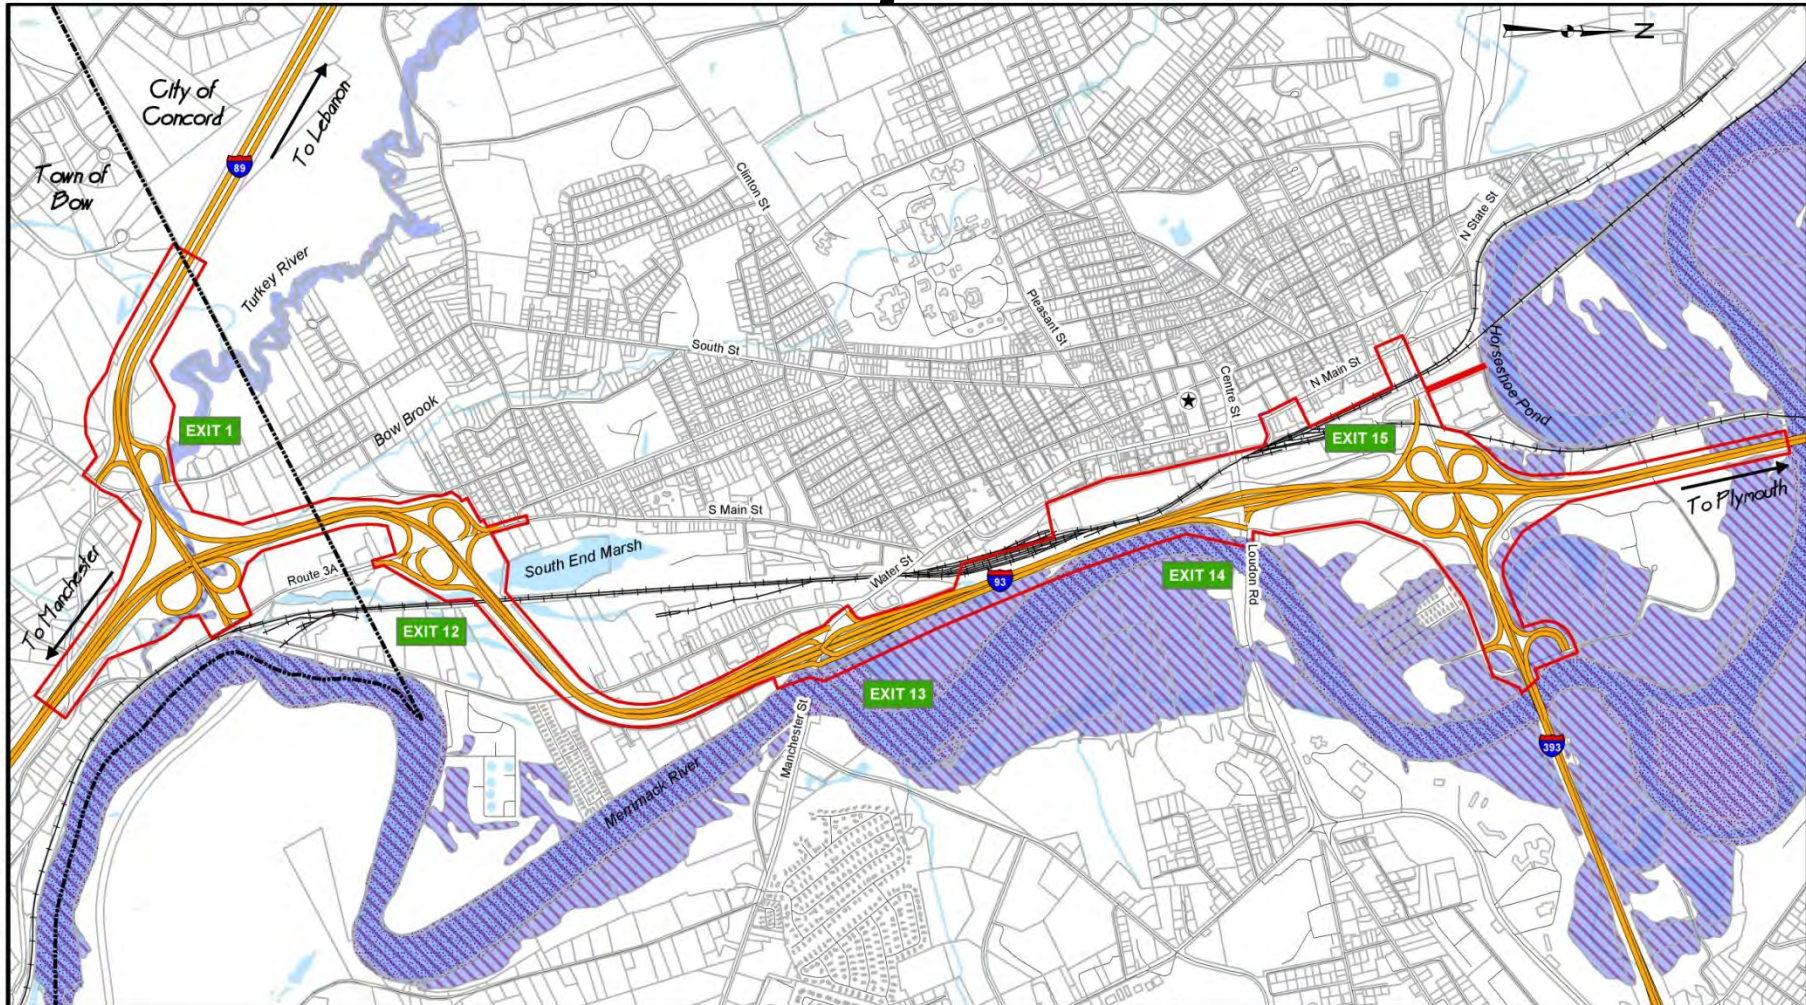 City of
Concord
To Lebanon
89
Town of
Bow
Turkey River
Clinton St
N
N State St
Pleasant St
South St
Horseshoe Pond
N Main St
Centre St
Bow Brook
EXIT 1
EXIT 15
To Plymouth
S Main St
South End Marsh
Water St
Route 3A
To Manchester
93
EXIT 14
Loudon Rd
EXIT 12
EXIT 13
Manchester St
Merrimack River
393